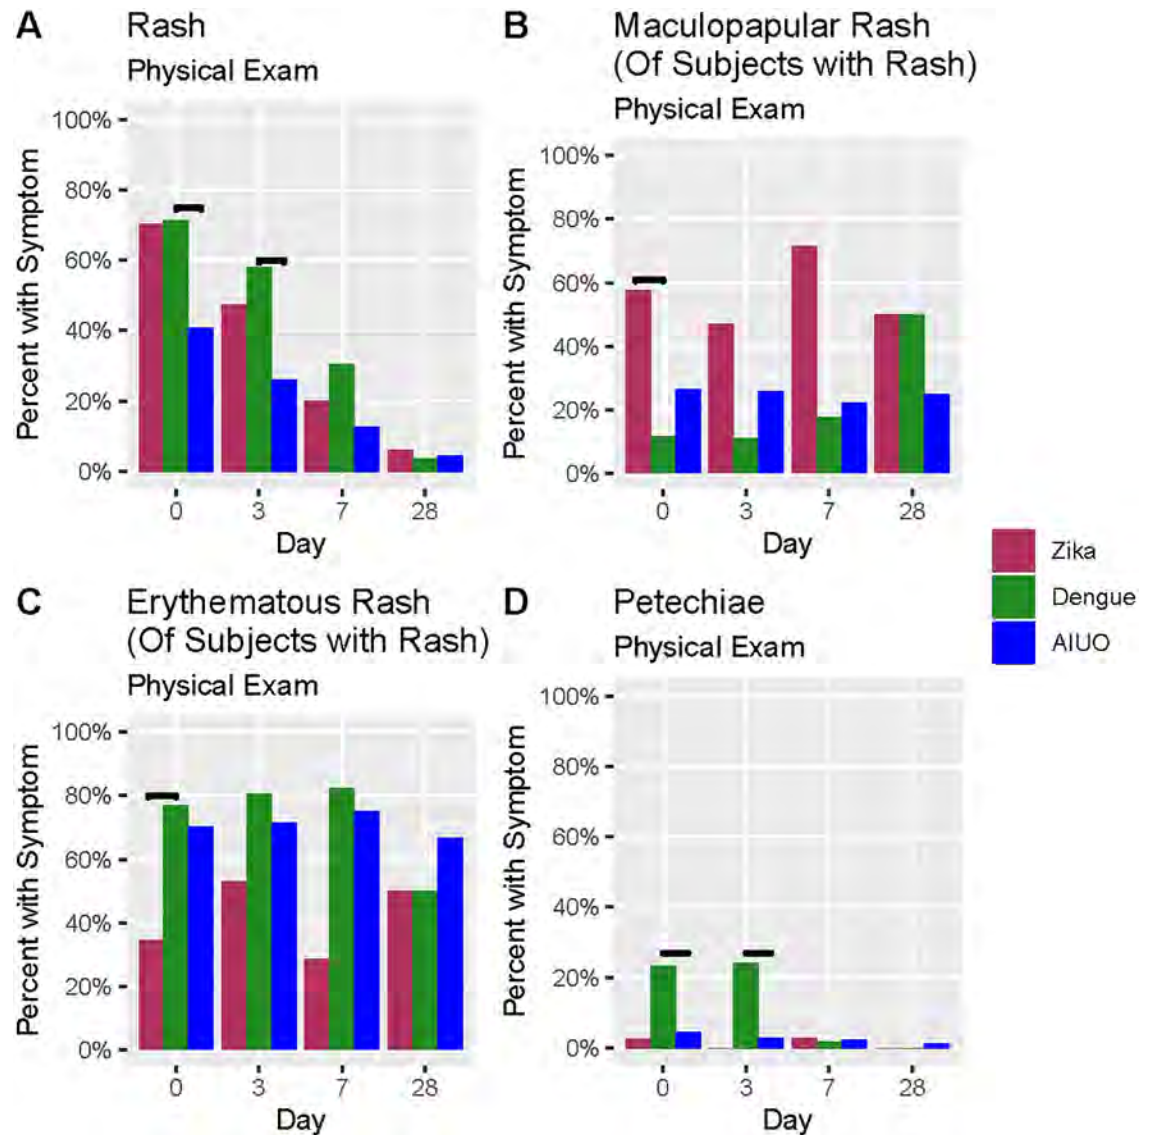 A Rash
Physical Exam
100%
80%
60%
40%
20%
0%
Percent with Symptom
0 3 7 28
Day
B Maculopapular Rash
(Of Subjects with Rash)
Physical Exam
100%
80%
60%
40%
20%
0%
Percent with Symptom
0 3 7 28
Day
Zika
Dengue
AIUO
C Erythematous Rash
(Of Subjects with Rash)
Physical Exam
100%
80%
60%
40%
20%
0%
Percent with Symptom
0 3 7 28
Day
D Petechiae
Physical Exam
100%
80%
60%
40%
20%
0%
Percent with Symptom
0 3 7 28
Day